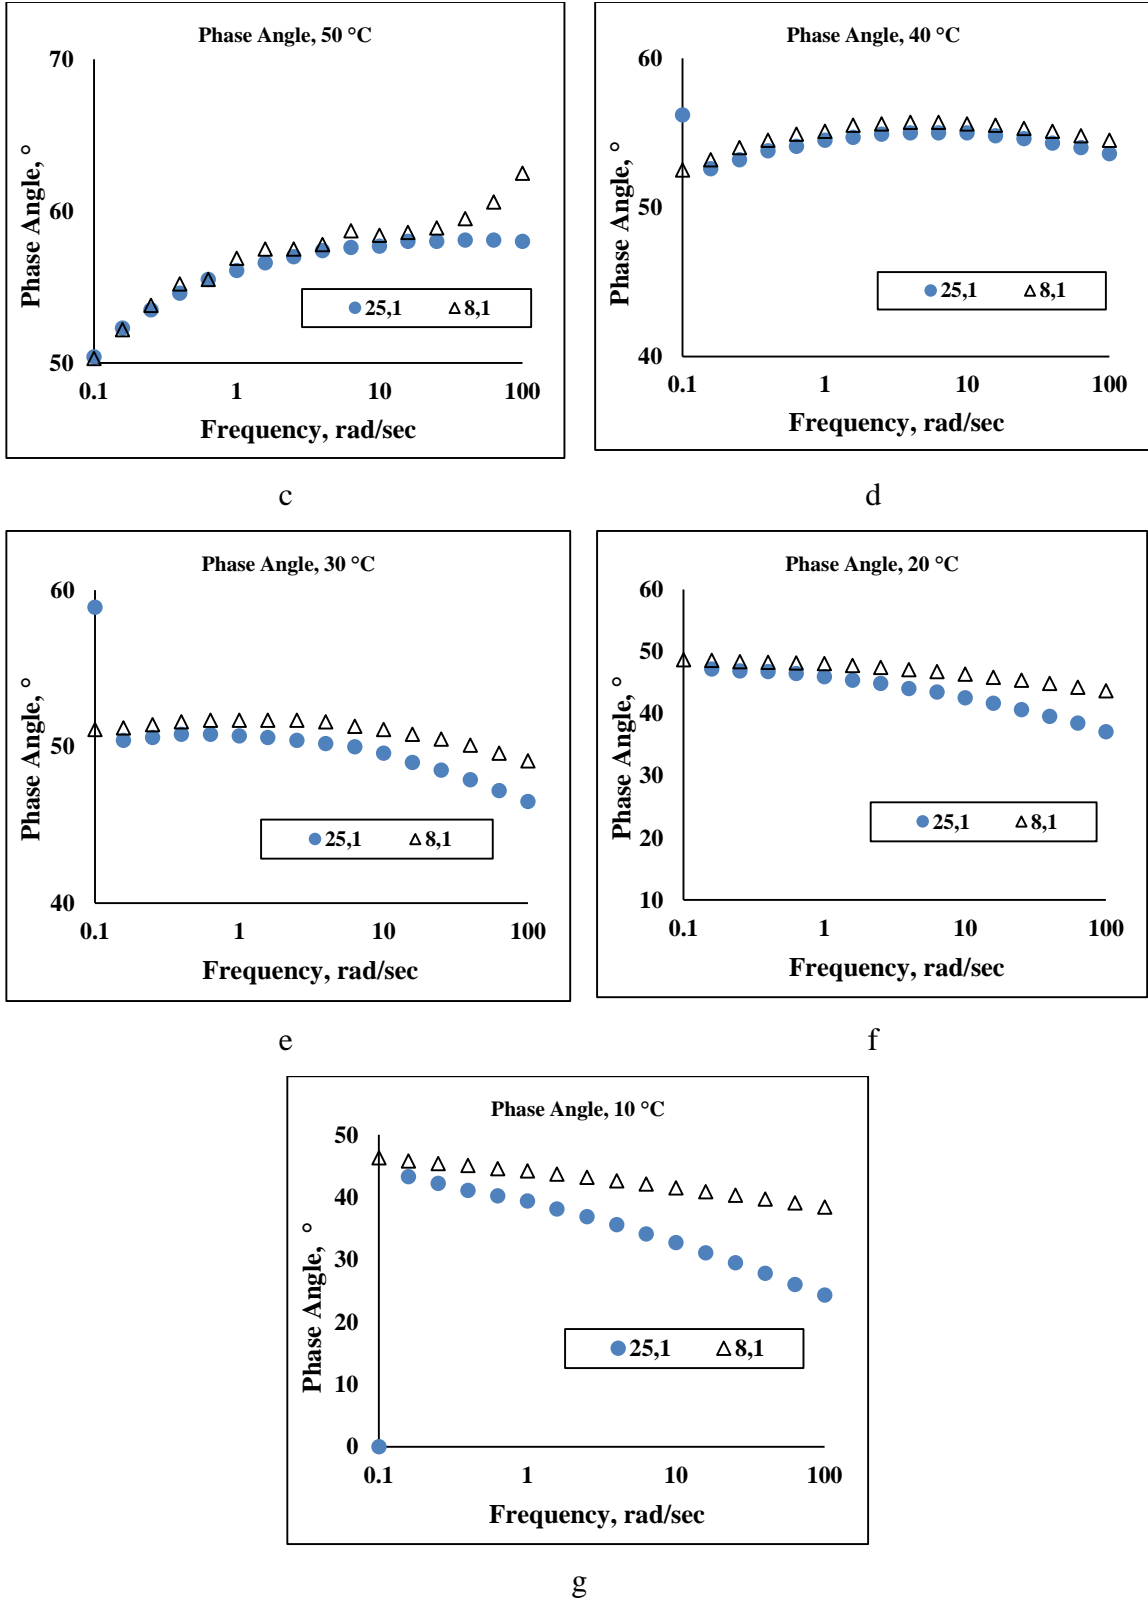 Phase Angle, 50 °C
70
60
50
Phase Angle, °
25,1 8,1
0.1 1 10 100
Frequency, rad/sec
c
Phase Angle, 40 °C
60
50
40
Phase Angle, °
25,1 8,1
0.1 1 10 100
Frequency, rad/sec
d
Phase Angle, 30 °C
60
50
40
Phase Angle, °
25,1 8,1
0.1 1 10 100
Frequency, rad/sec
e
Phase Angle, 20 °C
60
50
40
30
20
10
Phase Angle, °
25,1 8,1
0.1 1 10 100
Frequency, rad/sec
f
Phase Angle, 10 °C
50
40
30
20
10
0
Phase Angle, °
25,1 8,1
0.1 1 10 100
Frequency, rad/sec
g